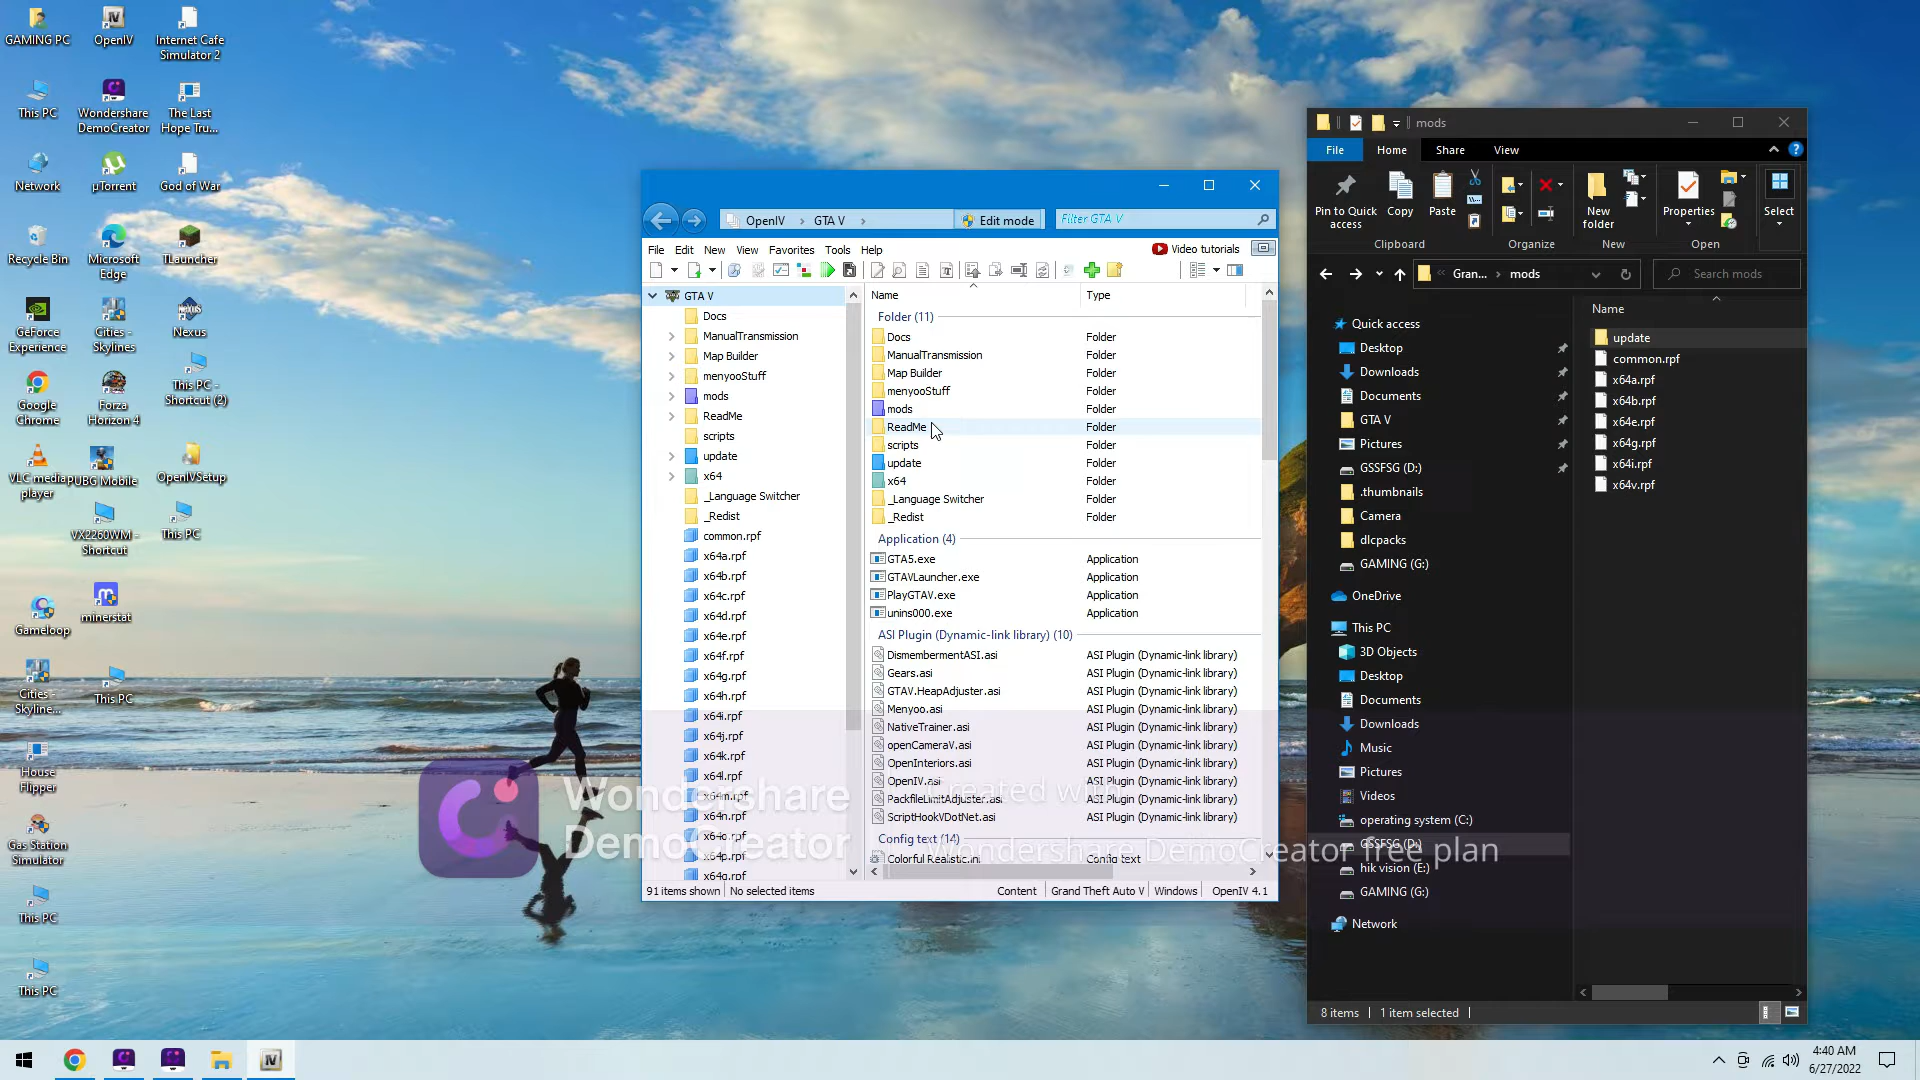 GAMING PC
OpenIV
Internet Cafe
Simulator 2
This PC
Wondershare
DemoCreator
The Last
Hope Tru...
Network
µTorrent
God of War
Recycle Bin
Microsoft
Edge
TLauncher
GeForce
Experience
Cities -
Skylines
Nexus
Google
Chrome
Forza
Horizon 4
This PC -
Shortcut (2)
VLC media
player
PUBG Mobile
OpenIVSetup
VX2260WM -
Shortcut
This PC
Gameloop
minerstat
Cities -
Skyline...
This PC
House
Flipper
Gas Station
Simulator
This PC
This PC
OpenIV
GTA V
Edit mode
Filter GTA V
File
Edit
New
View
Favorites
Tools
Help
Video tutorials
GTA V
Docs
ManualTransmission
Map Builder
menyooStuff
mods
ReadMe
scripts
update
x64
_Language Switcher
_Redist
common.rpf
x64a.rpf
x64b.rpf
x64c.rpf
x64d.rpf
x64e.rpf
x64f.rpf
x64g.rpf
x64h.rpf
x64i.rpf
x64j.rpf
x64k.rpf
x64l.rpf
x64m.rpf
x64n.rpf
x64o.rpf
x64p.rpf
x64q.rpf
Name Type
Folder (11)
Docs Folder
ManualTransmission Folder
Map Builder Folder
menyooStuff Folder
mods Folder
ReadMe Folder
scripts Folder
update Folder
x64 Folder
_Language Switcher Folder
_Redist Folder
Application (4)
GTA5.exe Application
GTAVLauncher.exe Application
PlayGTAV.exe Application
unins000.exe Application
ASI Plugin (Dynamic-link library) (10)
DismembermentASI.asi ASI Plugin (Dynamic-link library)
Gears.asi ASI Plugin (Dynamic-link library)
GTAV.HeapAdjuster.asi ASI Plugin (Dynamic-link library)
Menyoo.asi ASI Plugin (Dynamic-link library)
NativeTrainer.asi ASI Plugin (Dynamic-link library)
openCameraV.asi ASI Plugin (Dynamic-link library)
OpenInteriors.asi ASI Plugin (Dynamic-link library)
OpenIV.asi ASI Plugin (Dynamic-link library)
PackfileLimitAdjuster.asi ASI Plugin (Dynamic-link library)
ScriptHookVDotNet.asi ASI Plugin (Dynamic-link library)
Config text (14)
Colorful Realistic.ini Config text
91 items shown No selected items Content Grand Theft Auto V Windows OpenIV 4.1
Wondershare
DemoCreator
Created with
Wondershare DemoCreator free plan
mods
File Home Share View
Pin to Quick
access
Copy
Paste
Clipboard
Organize
New
folder
New
Properties
Open
Select
Gran... mods
Search mods
Quick access
Desktop
Downloads
Documents
GTA V
Pictures
GSSFSG (D:)
.thumbnails
Camera
dlcpacks
GAMING (G:)
OneDrive
This PC
3D Objects
Desktop
Documents
Downloads
Music
Pictures
Videos
operating system (C:)
GSSFSG (D:)
hik vision (E:)
GAMING (G:)
Network
Name
update
common.rpf
x64a.rpf
x64b.rpf
x64e.rpf
x64g.rpf
x64i.rpf
x64v.rpf
8 items 1 item selected
4:40 AM
6/27/2022